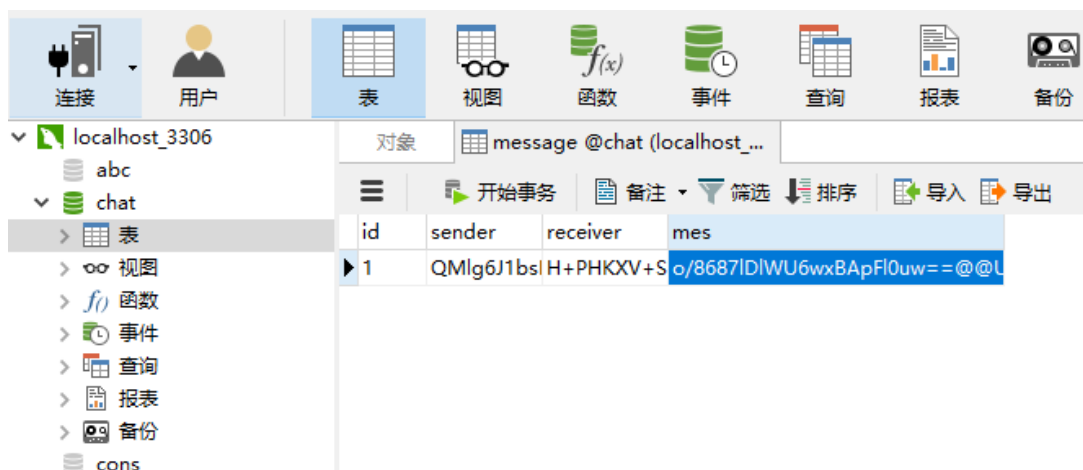 连接 用户 表 视图 函数 事件 查询 报表 备份
localhost_3306 对象 message @chat (localhost_...
abc
开始事务 备注 筛选 排序 导入 导出
chat
表
id sender receiver mes
视图
1 QMlg6J1bsI H+PHKXV+S o/8687lDlWU6wxBApFl0uw==@@U
函数
事件
查询
报表
备份
cons